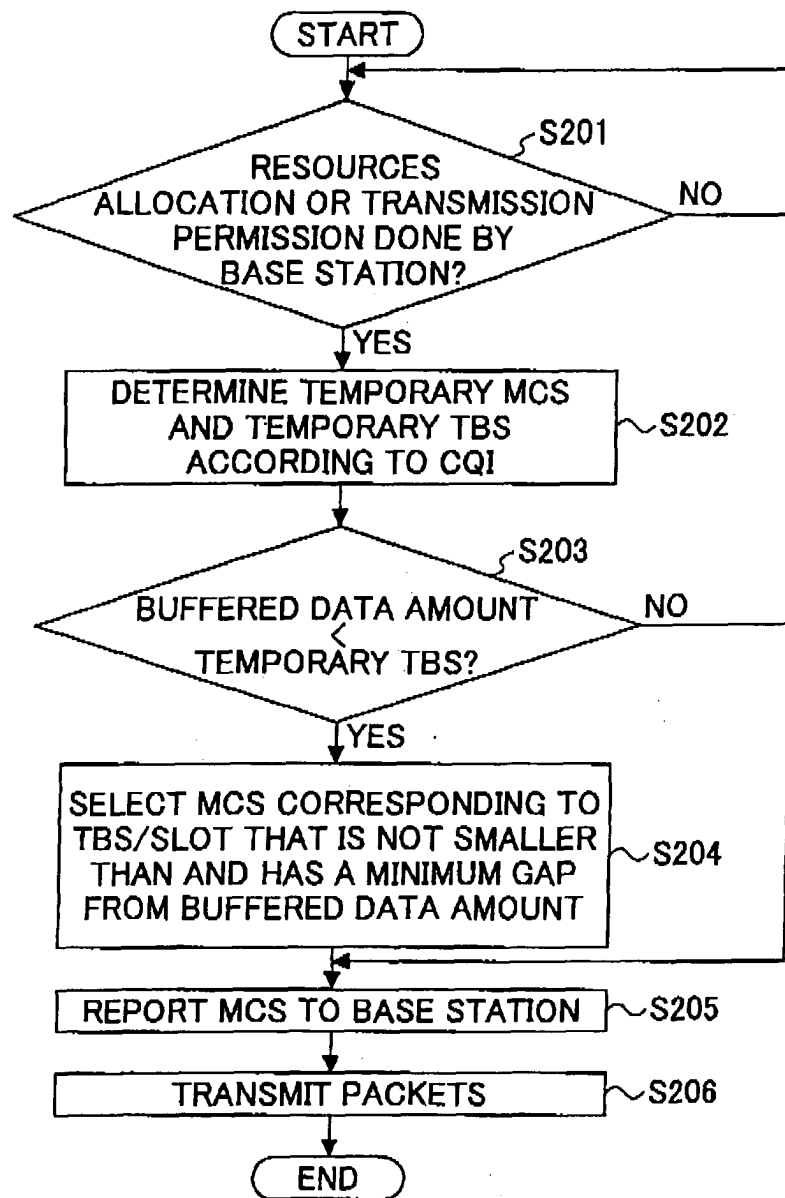 START
S201
RESOURCES
ALLOCATION OR TRANSMISSION
PERMISSION DONE BY
BASE STATION?
NO
YES
DETERMINE TEMPORARY MCS
AND TEMPORARY TBS
ACCORDING TO CQI
S202
S203
BUFFERED DATA AMOUNT
<
TEMPORARY TBS?
NO
YES
SELECT MCS CORRESPONDING TO
TBS/SLOT THAT IS NOT SMALLER
THAN AND HAS A MINIMUM GAP
FROM BUFFERED DATA AMOUNT
S204
REPORT MCS TO BASE STATION
S205
TRANSMIT PACKETS
S206
END